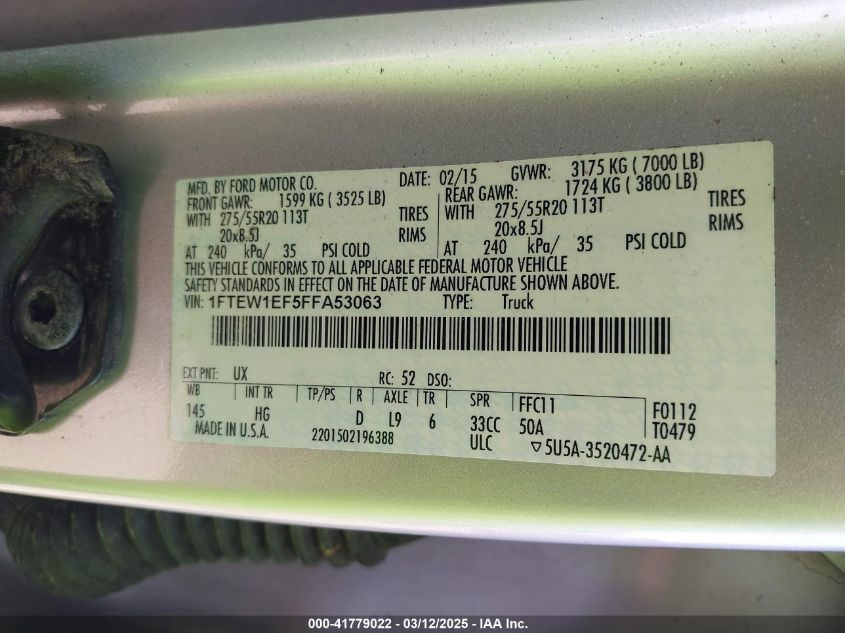 MFD. BY FORD MOTOR CO. DATE: 02/15 GVWR: 3175 KG ( 7000 LB)
FRONT GAWR: 1599 KG ( 3525 LB) REAR GAWR: 1724 KG ( 3800 LB)
WITH 275/55R20 113T TIRES WITH 275/55R20 113T TIRES
20x8.5J RIMS 20x8.5J RIMS
AT 240 kPa/ 35 PSI COLD AT 240 kPa/ 35 PSI COLD
THIS VEHICLE CONFORMS TO ALL APPLICABLE FEDERAL MOTOR VEHICLE
SAFETY STANDARDS IN EFFECT ON THE DATE OF MANUFACTURE SHOWN ABOVE.
VIN: 1FTEW1EF5FFA53063 TYPE: Truck
EXT PNT: UX RC: 52 DSO:
WB INT TR TP/PS R AXLE TR SPR FFC11 F0112
145 HG D L9 6 33CC 50A T0479
MADE IN U.S.A. 2201502196388 ULC ▽5U5A-3520472-AA
000-41779022 - 03/12/2025 - IAA Inc.